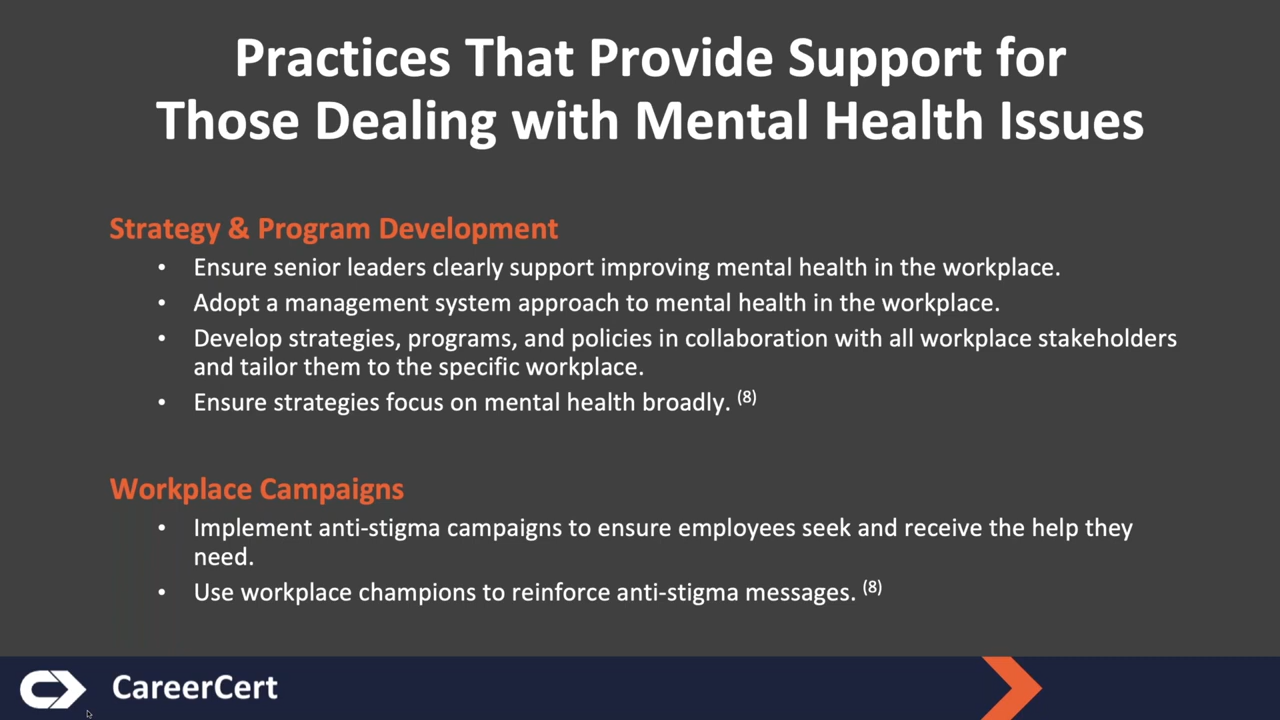 Practices That Provide Support for
Those Dealing with Mental Health Issues
Strategy & Program Development
• Ensure senior leaders clearly support improving mental health in the workplace.
• Adopt a management system approach to mental health in the workplace.
• Develop strategies, programs, and policies in collaboration with all workplace stakeholders
and tailor them to the specific workplace.
• Ensure strategies focus on mental health broadly. (8)
Workplace Campaigns
• Implement anti-stigma campaigns to ensure employees seek and receive the help they
need.
• Use workplace champions to reinforce anti-stigma messages. (8)
CareerCert